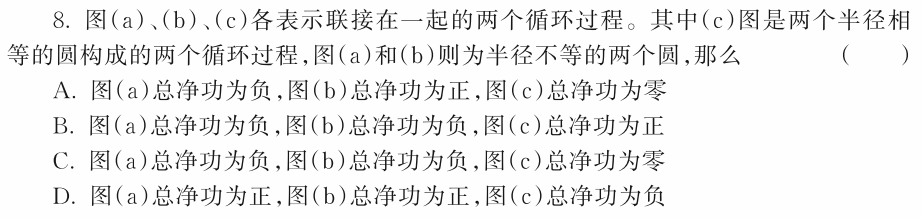 8. 图(a)、(b)、(c)各表示联接在一起的两个循环过程。其中(c)图是两个半径相
等的圆构成的两个循环过程,图(a)和(b)则为半径不等的两个圆,那么 (  )
A. 图(a)总净功为负,图(b)总净功为正,图(c)总净功为零
B. 图(a)总净功为负,图(b)总净功为负,图(c)总净功为正
C. 图(a)总净功为负,图(b)总净功为负,图(c)总净功为零
D. 图(a)总净功为正,图(b)总净功为正,图(c)总净功为负